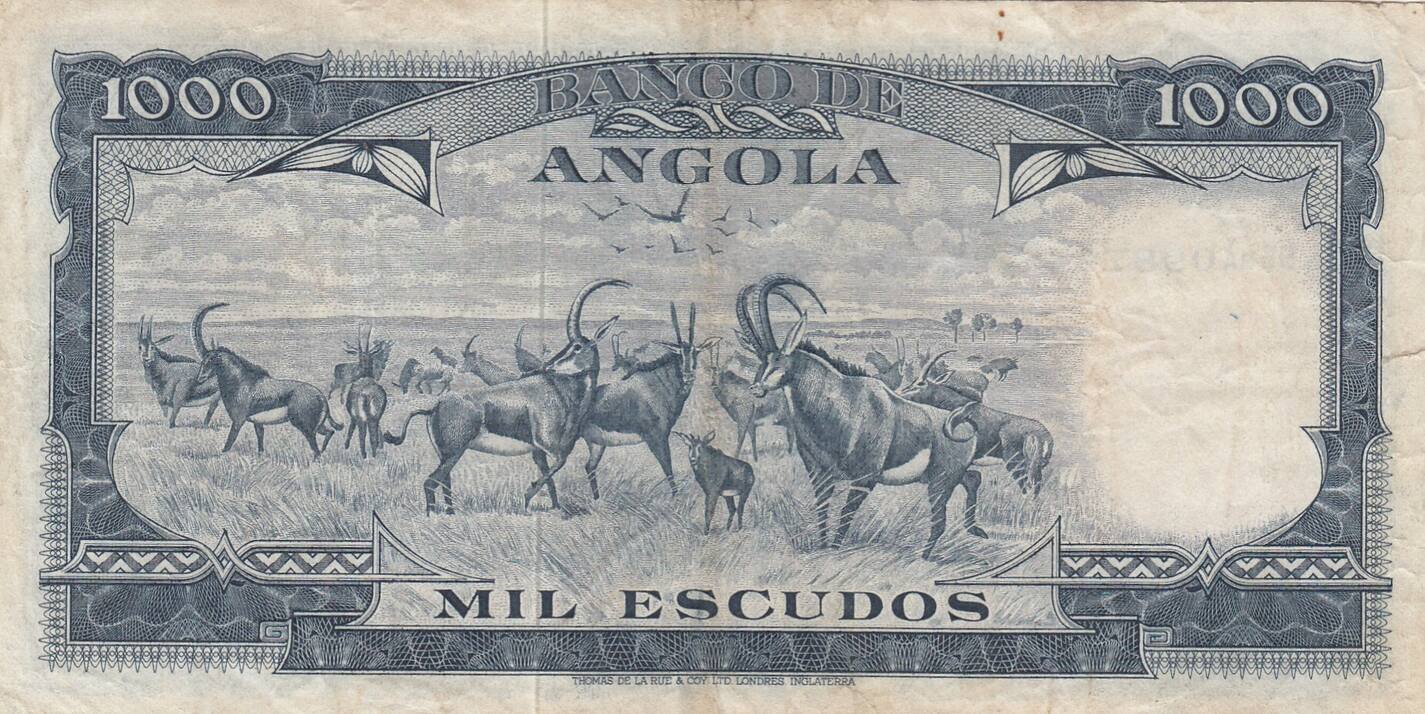 1000
BANCO DE
1000
ANGOLA
MIL ESCUDOS
THOMAS DE LA RUE & COY. LTD. LONDRES INGLATERRA